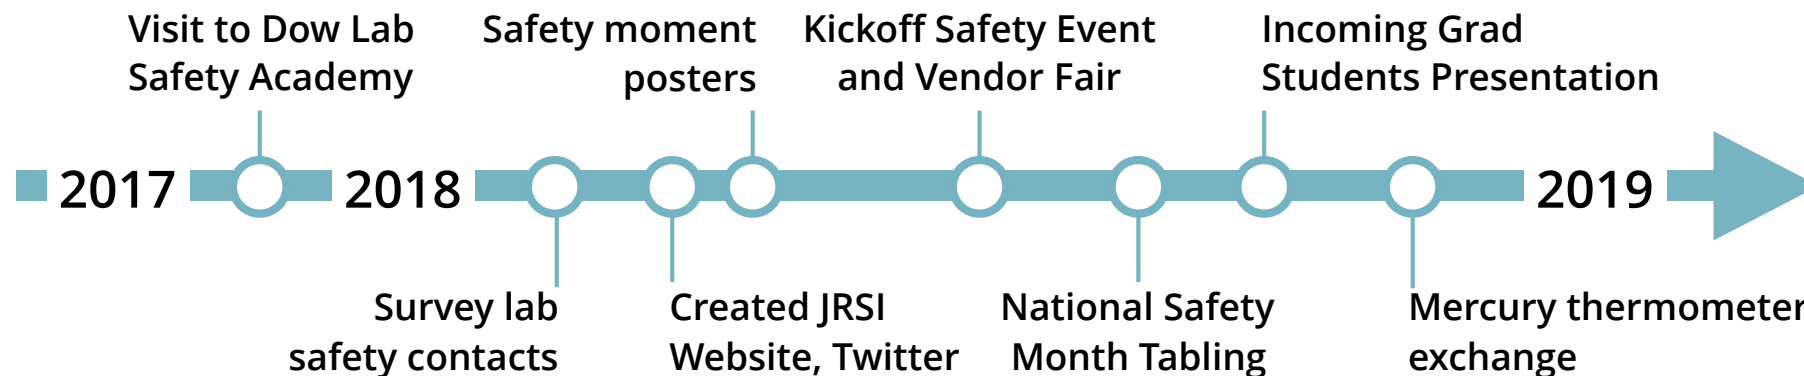 Visit to Dow Lab
Safety Academy
Safety moment
posters
Kickoff Safety Event
and Vendor Fair
Incoming Grad
Students Presentation
2017
2018
2019
Survey lab
safety contacts
Created JRSI
Website, Twitter
National Safety
Month Tabling
Mercury thermometer
exchange